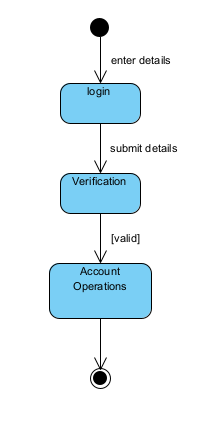 enter details
login
submit details
Verification
[valid]
Account
Operations